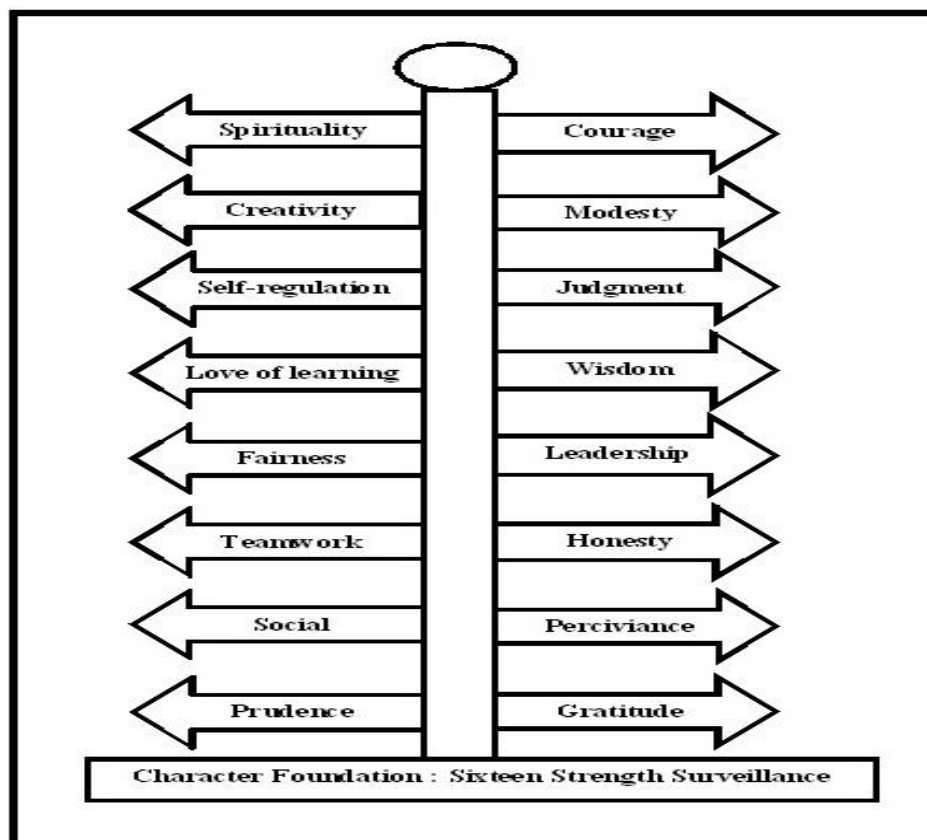 Spirituality
Courage
Creativity
Modesty
Self-regulation
Judgment
Love of learning
Wisdom
Fairness
Leadership
Teamwork
Honesty
Social
Perciviance
Prudence
Gratitude
Character Foundation : Sixteen Strength Surveillance